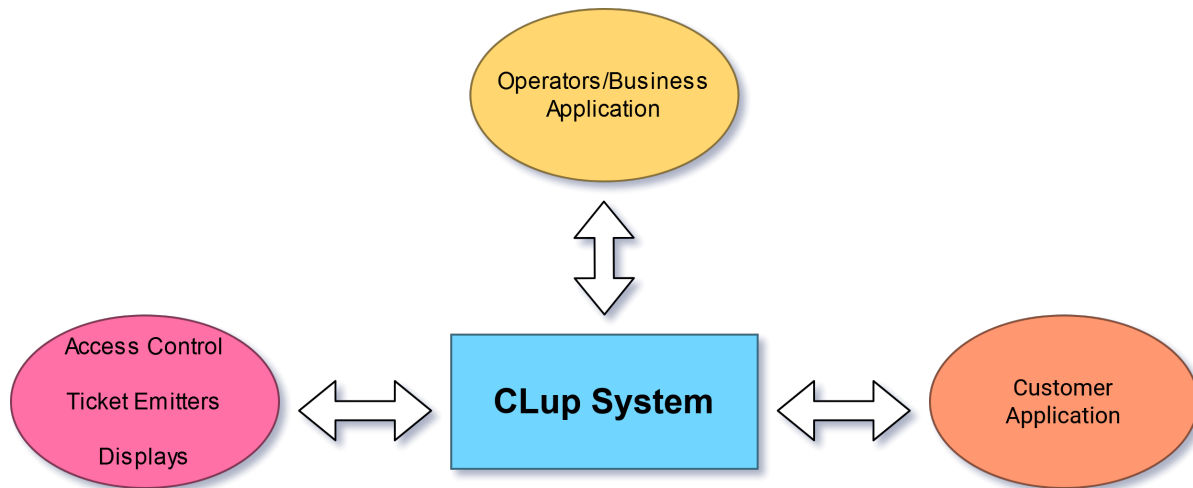 Operators/Business
Application
Access Control
Ticket Emitters
Displays
CLup System
Customer
Application